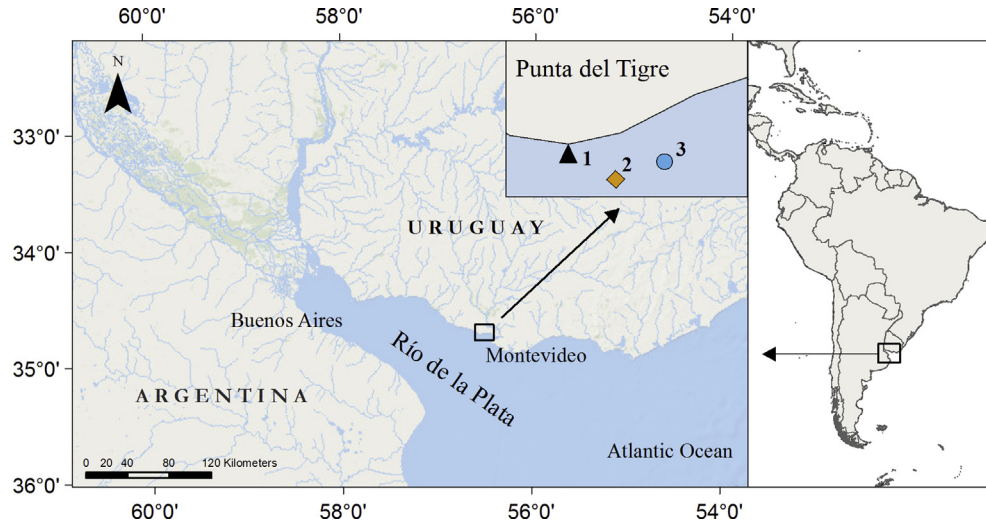 60°0'
58°0'
56°0'
54°0'
N
Punta del Tigre
1
2
3
33°0'
URUGUAY
34°0'
Buenos Aires
Río de la Plata
Montevideo
35°0'
ARGENTINA
Atlantic Ocean
0 20 40 80 120 Kilometers
36°0'
60°0'
58°0'
56°0'
54°0'